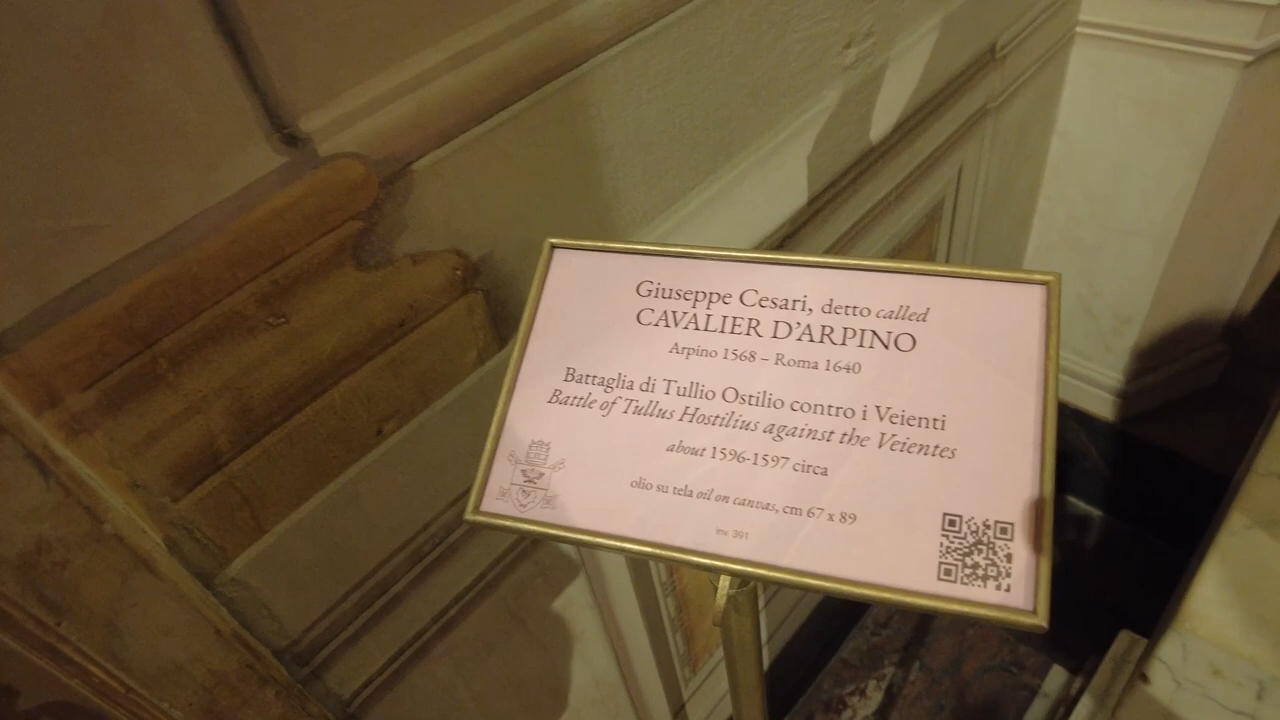 Giuseppe Cesari, detto called
CAVALIER D'ARPINO
Arpino 1568 – Roma 1640
Battaglia di Tullio Ostilio contro i Veienti
Battle of Tullus Hostilius against the Veientes
about 1596-1597 circa
olio su tela oil on canvas, cm 67 x 89
inv. 391